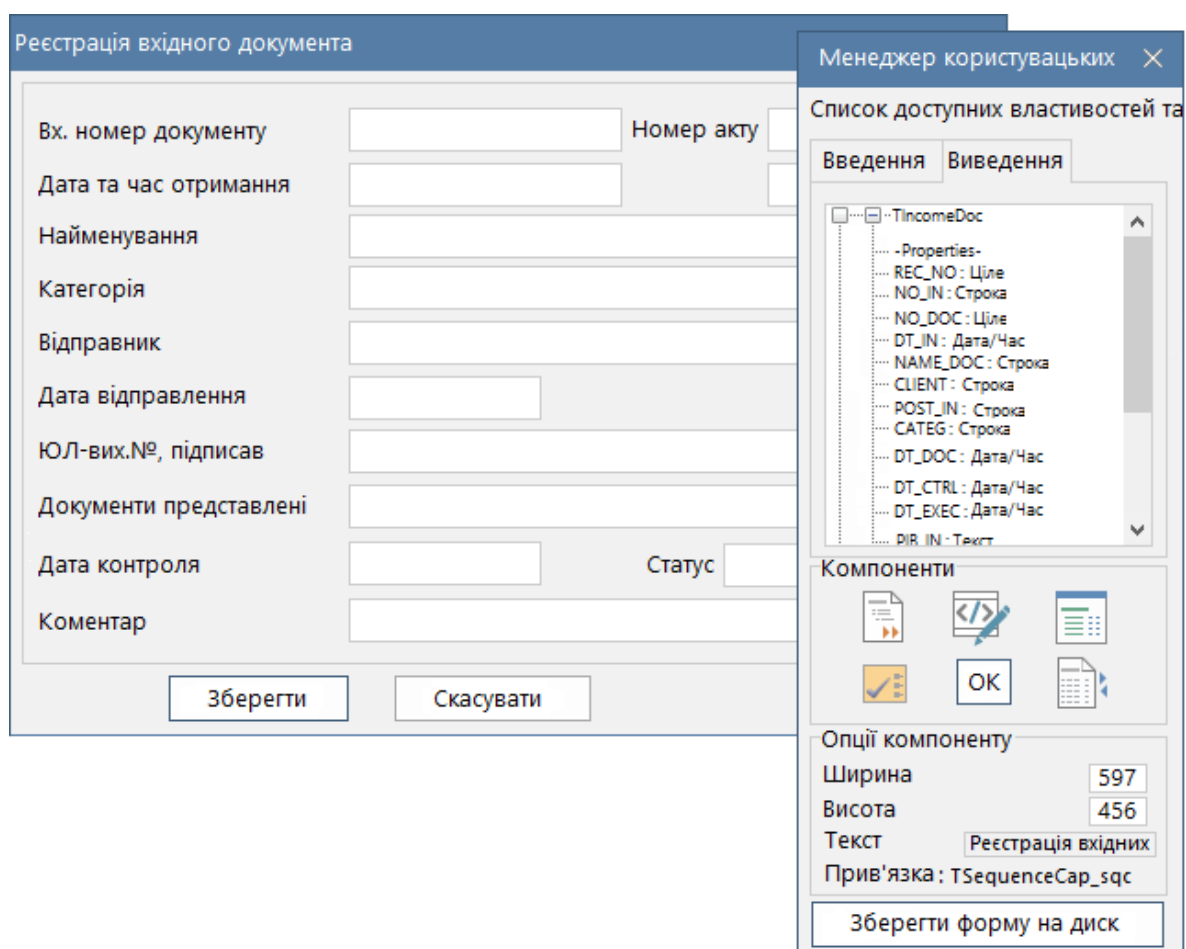 Реєстрація вхідного документа
Вх. номер документу
Номер акту
Дата та час отримання
Найменування
Категорія
Відправник
Дата відправлення
ЮЛ-вих.№, підписав
Документи представлені
Дата контроля
Статус
Коментар
Зберегти
Скасувати
Менеджер користувацьких
Список доступних властивостей та
Введення
Виведення
TIncomeDoc
-Properties-
REC_NO : Ціле
NO_IN : Строка
NO_DOC : Ціле
DT_IN : Дата/Час
NAME_DOC : Строка
CLIENT : Строка
POST_IN : Строка
CATEG : Строка
DT_DOC : Дата/Час
DT_CTRL : Дата/Час
DT_EXEC : Дата/Час
PIB_IN : Текст
Компоненти
</>
OK
Опції компоненту
Ширина 597
Висота 456
Текст Реєстрація вхідних
Прив'язка : TSequenceCap_sqc
Зберегти форму на диск